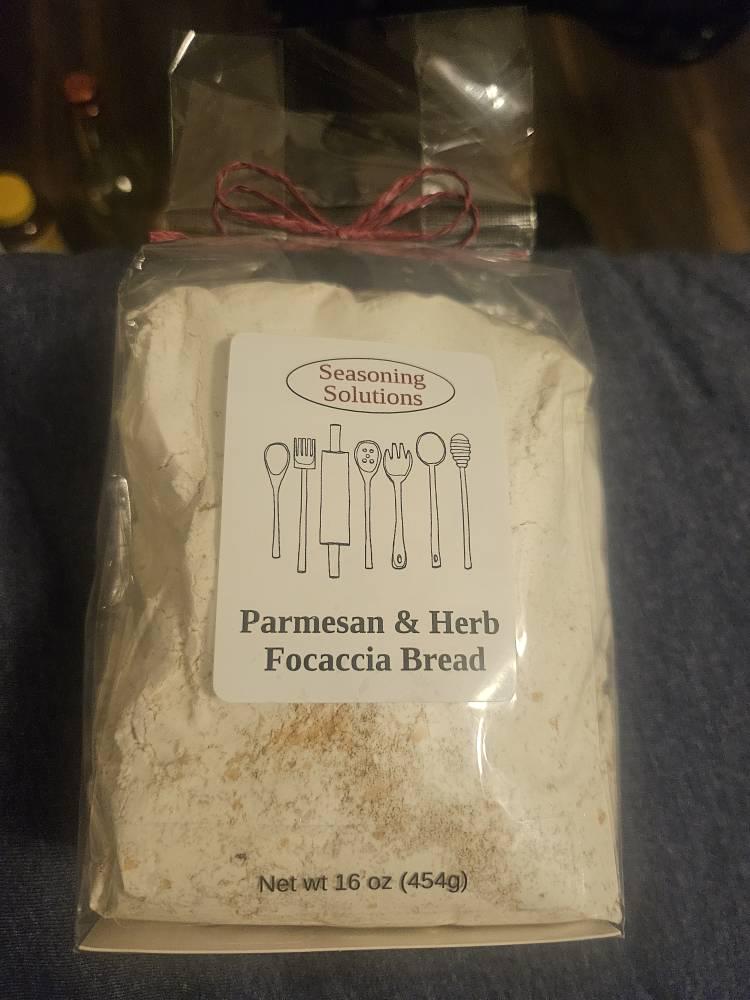 Seasoning
Solutions
Parmesan & Herb
Focaccia Bread
Net wt 16 oz (454g)